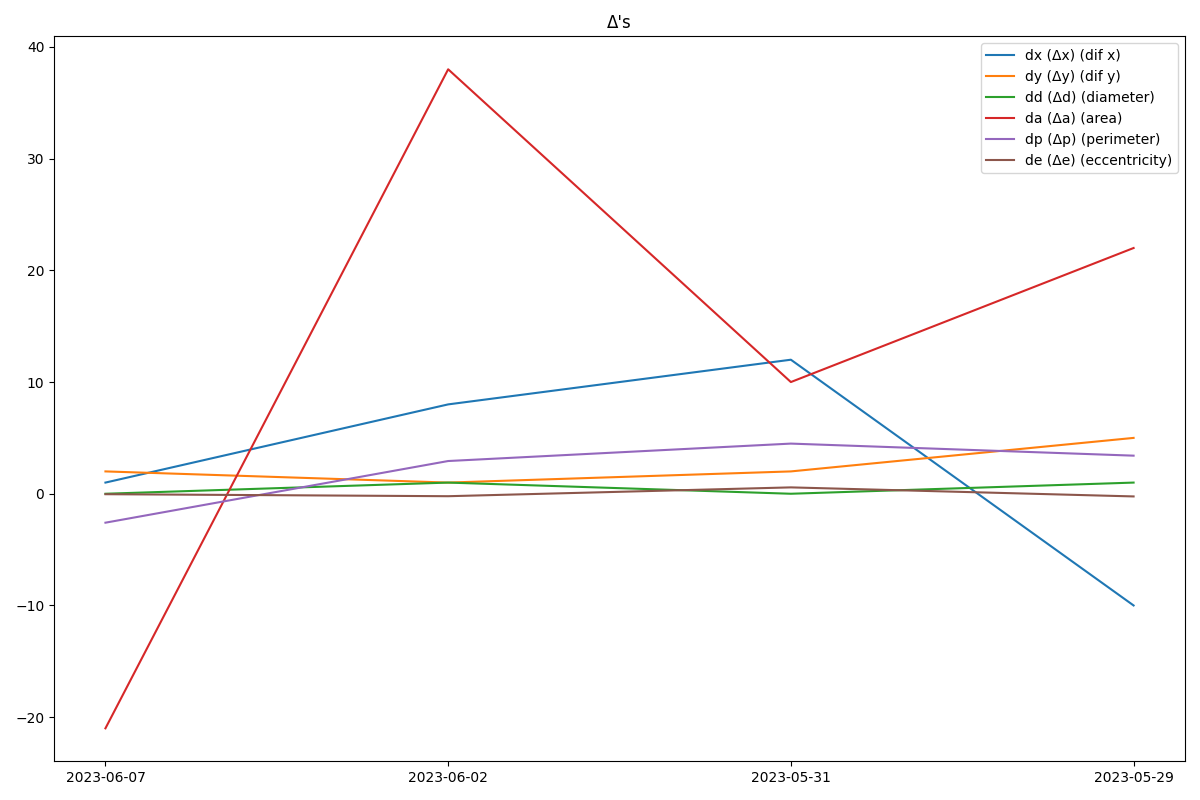 Δ's
40
30
20
10
0
−10
−20
dx (Δx) (dif x)
dy (Δy) (dif y)
dd (Δd) (diameter)
da (Δa) (area)
dp (Δp) (perimeter)
de (Δe) (eccentricity)
2023-06-07 2023-06-02 2023-05-31 2023-05-29